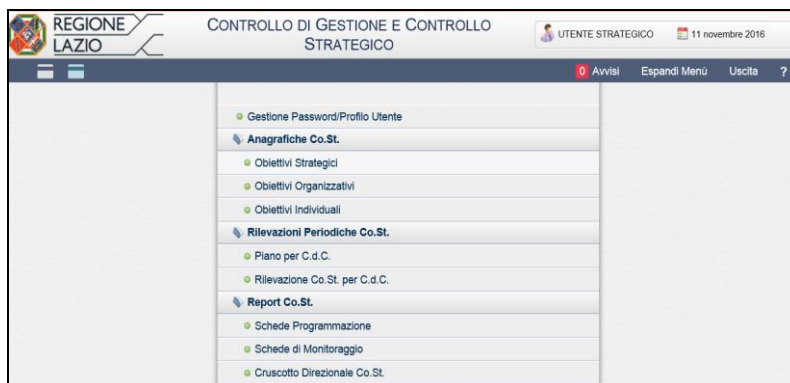 REGIONE
LAZIO
CONTROLLO DI GESTIONE E CONTROLLO
STRATEGICO
UTENTE STRATEGICO
11 novembre 2016
0 Avvisi Espandi Menù Uscita ?
Gestione Password/Profilo Utente
Anagrafiche Co.St.
Obiettivi Strategici
Obiettivi Organizzativi
Obiettivi Individuali
Rilevazioni Periodiche Co.St.
Piano per C.d.C.
Rilevazione Co.St. per C.d.C.
Report Co.St.
Schede Programmazione
Schede di Monitoraggio
Cruscotto Direzionale Co.St.